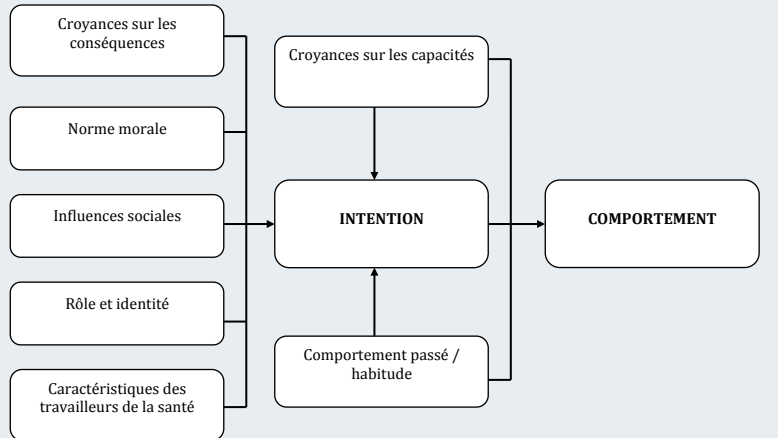 Croyances sur les
conséquences
Norme morale
Influences sociales
Rôle et identité
Caractéristiques des
travailleurs de la santé
Croyances sur les capacités
INTENTION
Comportement passé /
habitude
COMPORTEMENT